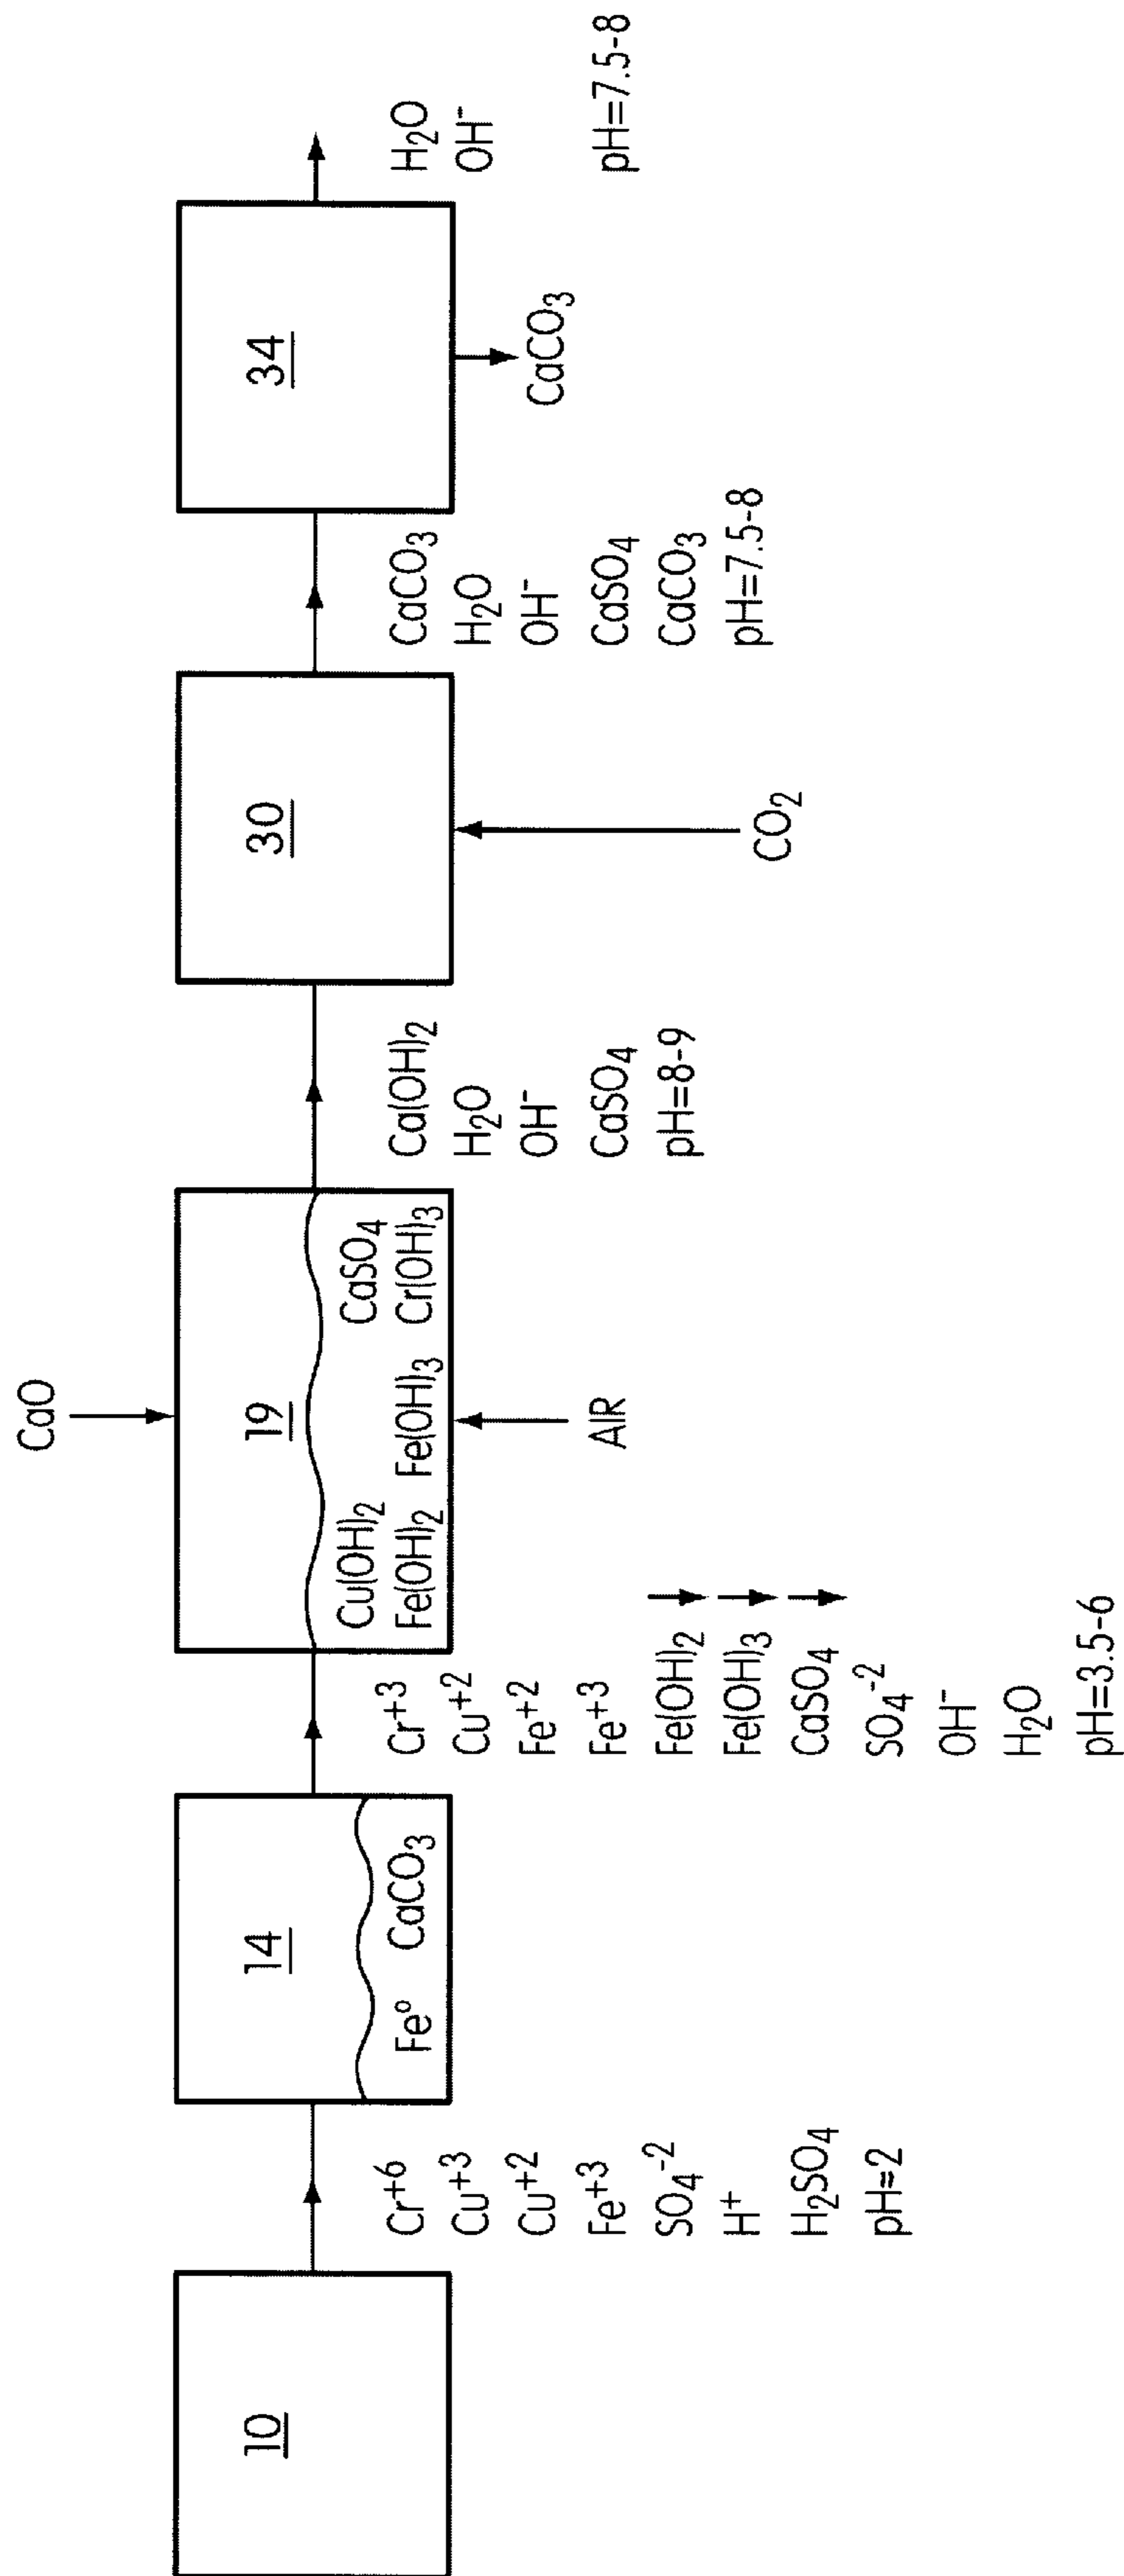 10
Cr+6
Cu+3
Cu+2
Fe+3
SO4-2
H+
H2SO4
pH=2
14
Fe° CaCO3
Cr+3
Cu+2
Fe+2
Fe+3
Fe(OH)2
Fe(OH)3
CaSO4
SO4-2
OH-
H2O
pH=3.5-6
CaO
19
Cu(OH)2 CaSO4
Fe(OH)2 Fe(OH)3 Cr(OH)3
AIR
Ca(OH)2
H2O
OH-
CaSO4
pH=8-9
30
CO2
CaCO3
H2O
OH-
CaSO4
CaCO3
pH=7.5-8
34
CaCO3
H2O
OH-
pH=7.5-8